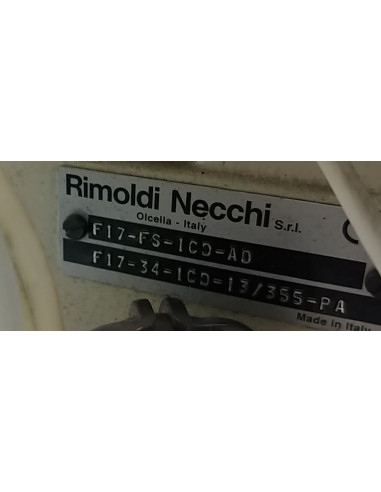 Rimoldi Necchi S.r.l.
Olcella - Italy
F17-FS-1CD-AD
F17-34-1CD-13/355-PA
Made in Italy